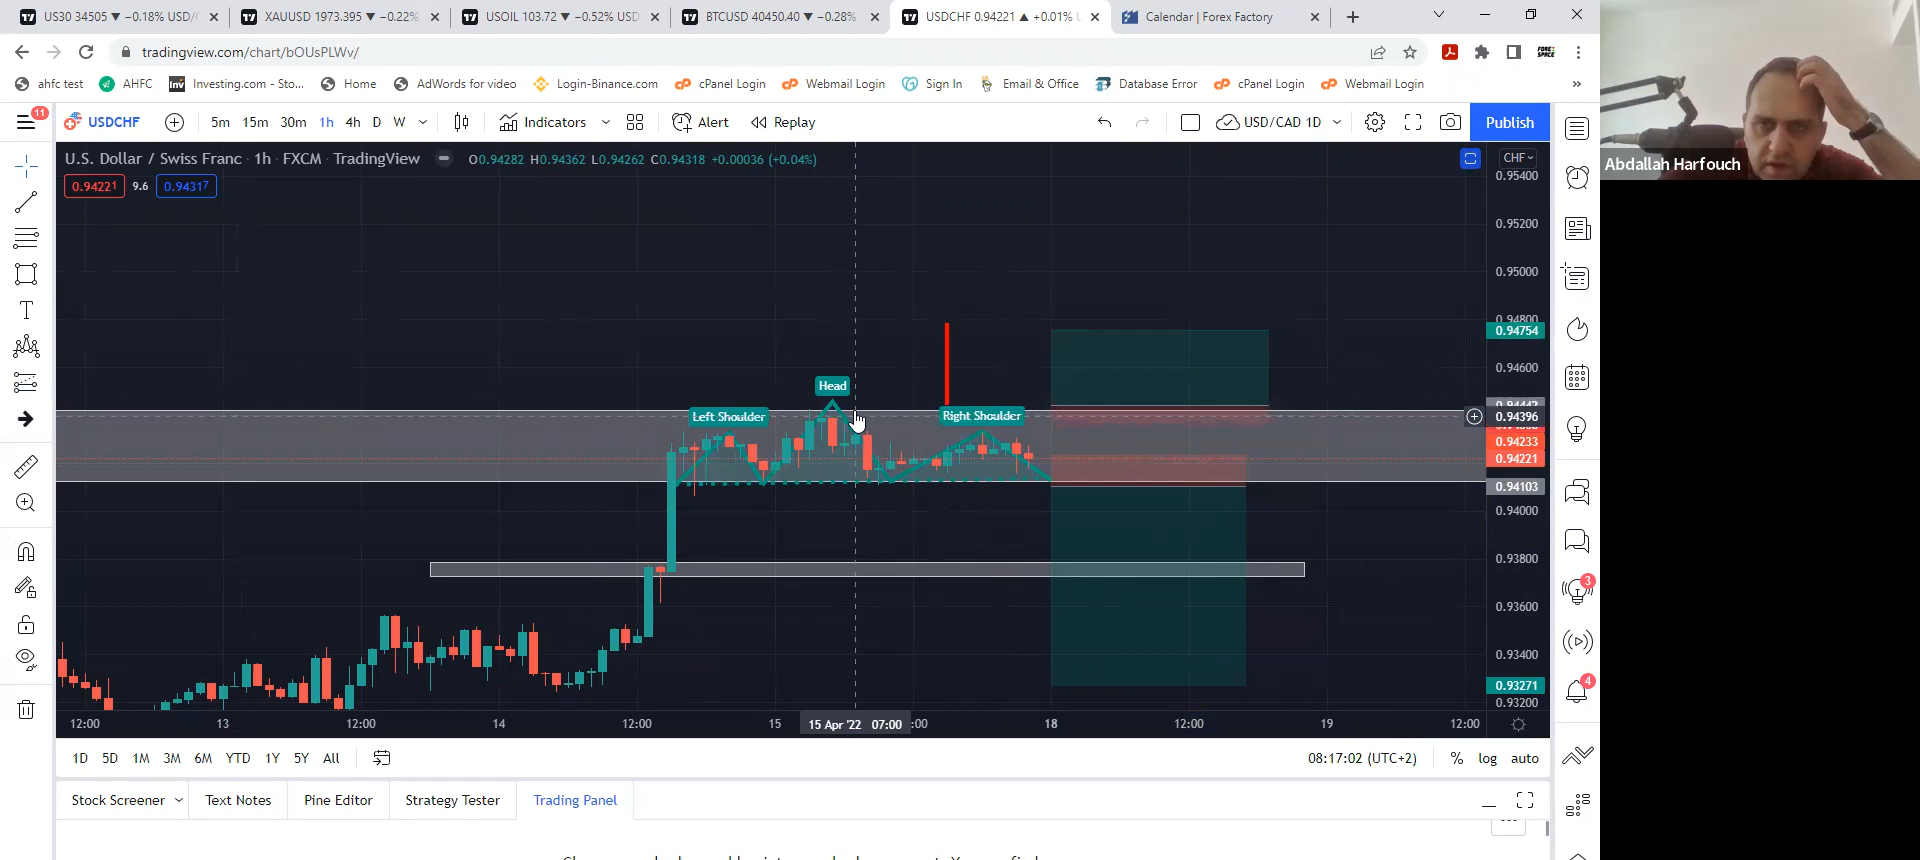 US30 34505 ▼ −0.18% USD/
XAUUSD 1973.395 ▼ −0.22%
USOIL 103.72 ▼ −0.52% USD
BTCUSD 40450.40 ▼ −0.28%
USDCHF 0.94221 ▲ +0.01%
Calendar | Forex Factory
tradingview.com/chart/bOUsPLWv/
ahfc test
AHFC
Investing.com - Sto...
Home
AdWords for video
Login-Binance.com
cPanel Login
Webmail Login
Sign In
Email & Office
Database Error
cPanel Login
Webmail Login
»
11
USDCHF
5m 15m 30m 1h 4h D W
Indicators
Alert
Replay
USD/CAD 1D
Publish
Abdallah Harfouch
U.S. Dollar / Swiss Franc · 1h · FXCM · TradingView
O0.94282 H0.94362 L0.94262 C0.94318 +0.00036 (+0.04%)
CHF
0.94221 9.6 0.94317
0.95400
0.95200
0.95000
0.94800
0.94754
0.94600
Head
0.94442
Left Shoulder
Right Shoulder
0.94396
0.94233
0.94221
0.94103
0.94000
0.93800
0.93600
0.93400
0.93271
0.93200
3
4
12:00 13 12:00 14 12:00 15 15 Apr '22 07:00 :00 18 12:00 19 12:00
1D 5D 1M 3M 6M YTD 1Y 5Y All
08:17:02 (UTC+2)
% log auto
Stock Screener
Text Notes
Pine Editor
Strategy Tester
Trading Panel